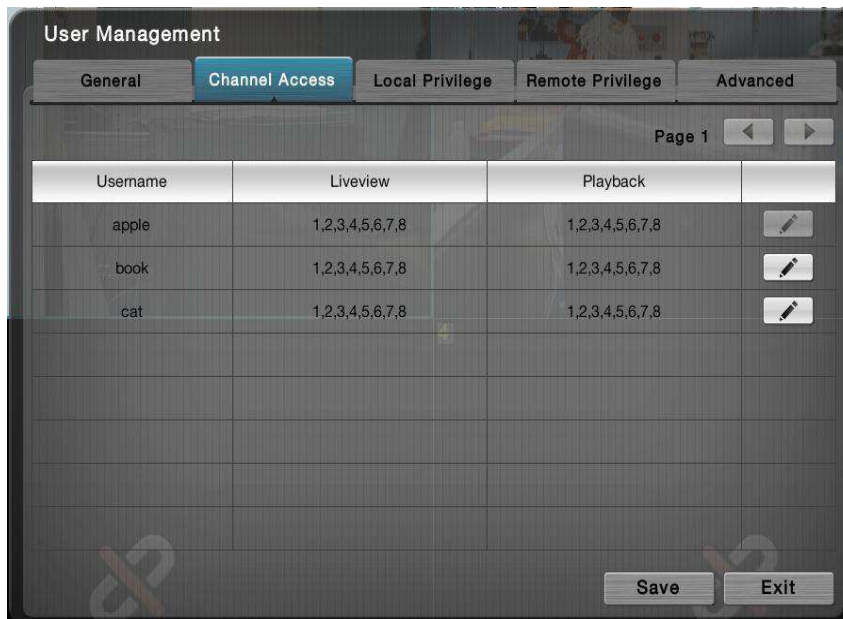 User Management
General Channel Access Local Privilege Remote Privilege Advanced
Page 1
Username Liveview Playback
apple 1,2,3,4,5,6,7,8 1,2,3,4,5,6,7,8
book 1,2,3,4,5,6,7,8 1,2,3,4,5,6,7,8
cat 1,2,3,4,5,6,7,8 1,2,3,4,5,6,7,8
4
Save Exit